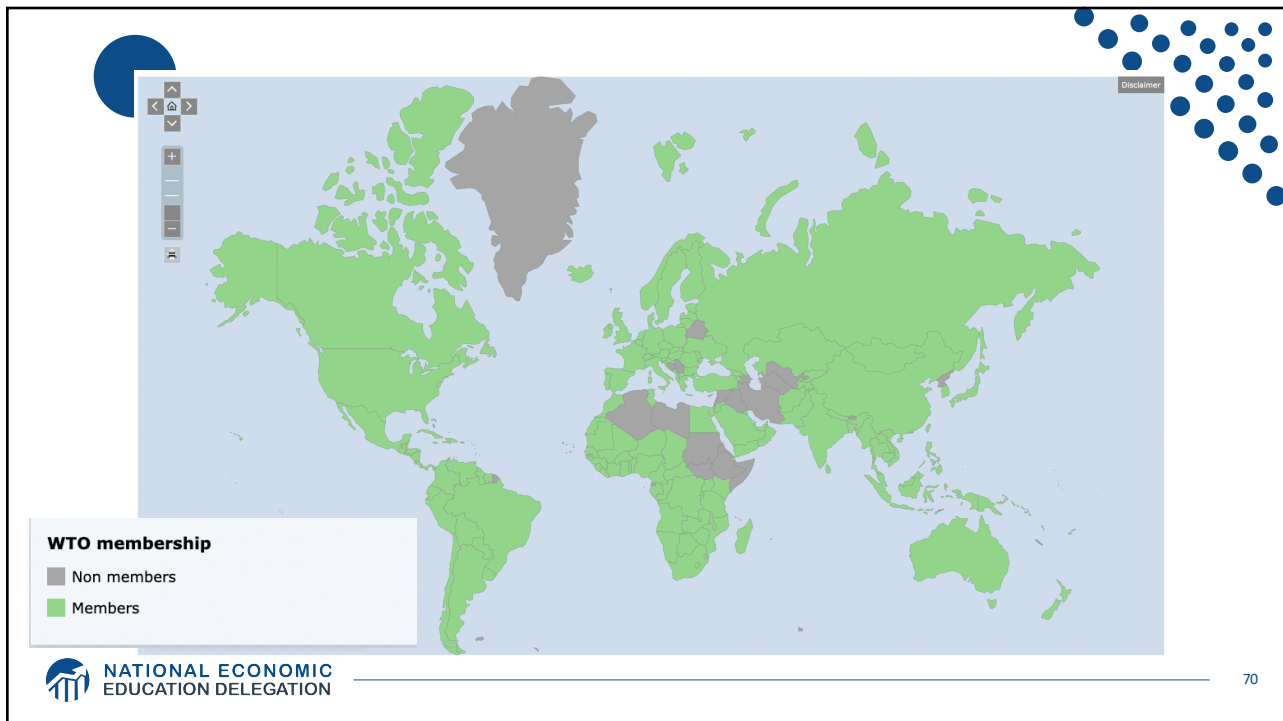 Disclaimer
WTO membership
Non members
Members
NATIONAL ECONOMIC
EDUCATION DELEGATION
70